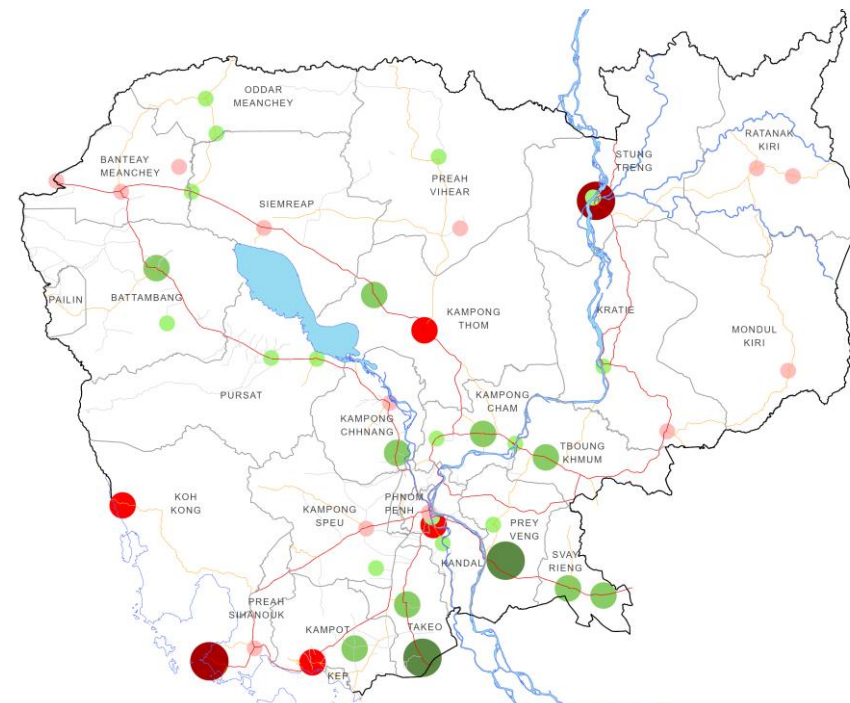 ODDAR
MEANCHEY
BANTEAY
MEANCHEY
PREAH
VIHEAR
STUNG
TRENG
RATANAK
KIRI
SIEMREAP
PAILIN
BATTAMBANG
KAMPONG
THOM
KRATIE
MONDUL
KIRI
PURSAT
KAMPONG
CHHNANG
KAMPONG
CHAM
TBOUNG
KHMUM
KOH
KONG
KAMPONG
SPEU
PHNOM
PENH
PREY
VENG
KANDAL
SVAY
RIENG
PREAH
SIHANOUK
KAMPOT
TAKEO
KEP